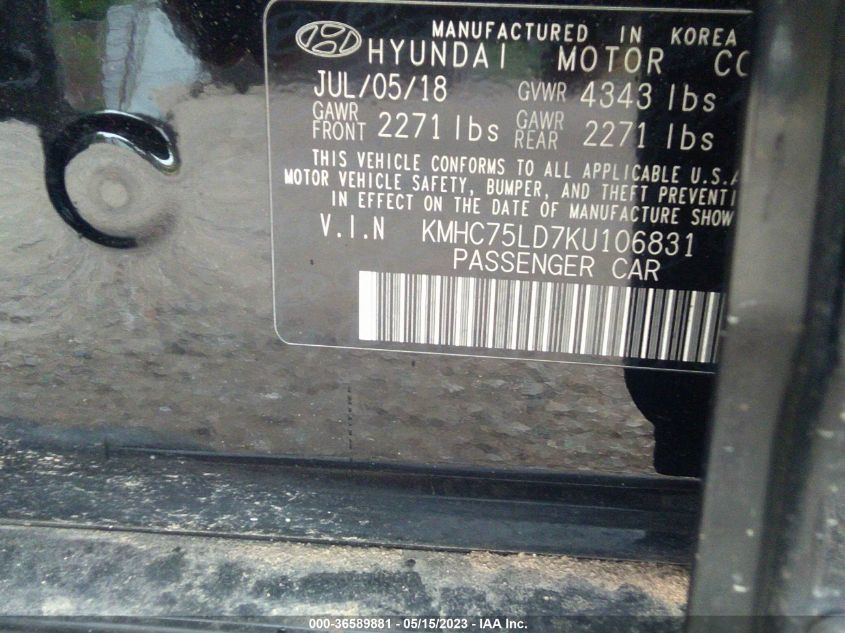 MANUFACTURED IN KOREA
HYUNDAI MOTOR CO
JUL/05/18 GVWR 4343 lbs
GAWR FRONT 2271 lbs GAWR REAR 2271 lbs
THIS VEHICLE CONFORMS TO ALL APPLICABLE U.S.A
MOTOR VEHICLE SAFETY, BUMPER, AND THEFT PREVENTI
IN EFFECT ON THE DATE OF MANUFACTURE SHOW
V.I.N KMHC75LD7KU106831
PASSENGER CAR
000-36589881 - 05/15/2023 - IAA Inc.